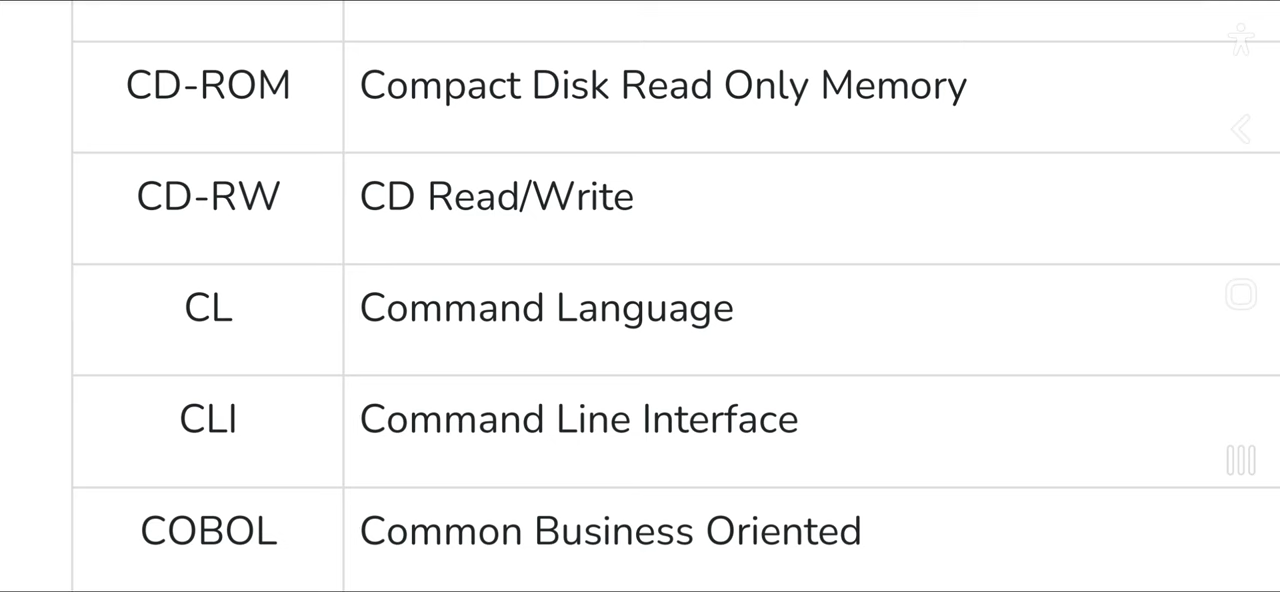 CD-ROM Compact Disk Read Only Memory
CD-RW CD Read/Write
CL Command Language
CLI Command Line Interface
COBOL Common Business Oriented